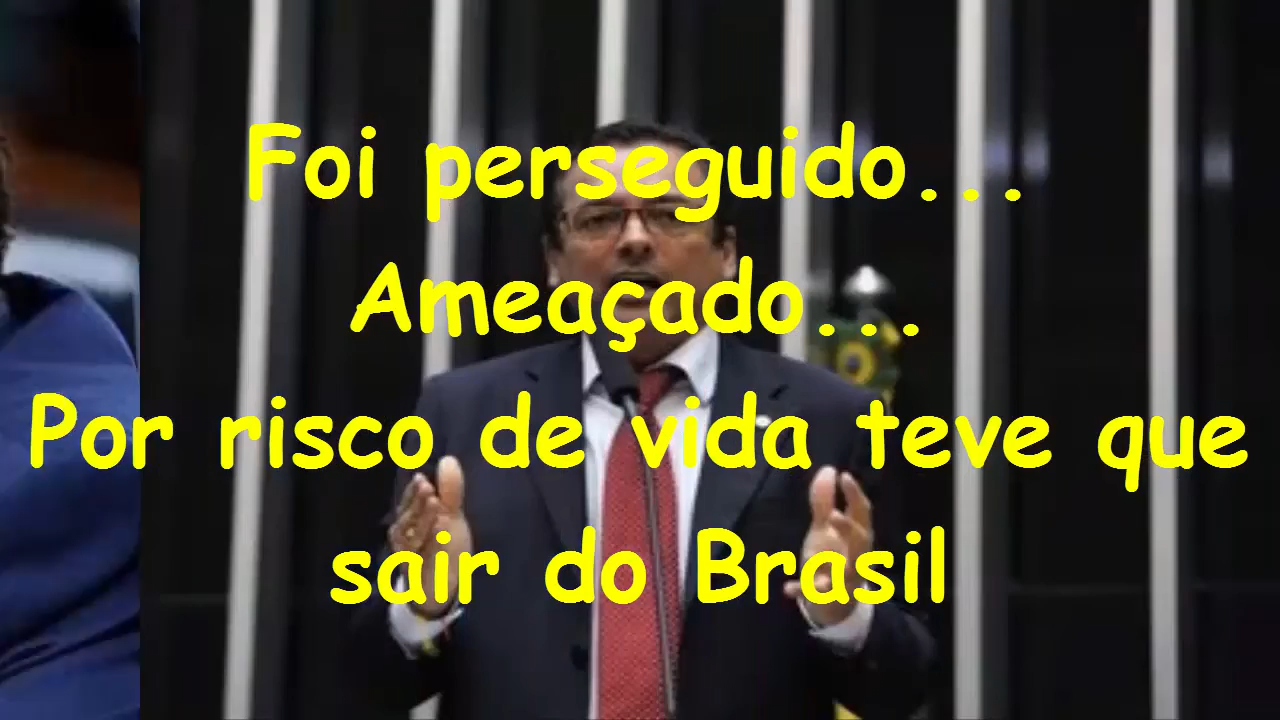 Foi perseguido...
Ameaçado...
Por risco de vida teve que
sair do Brasil